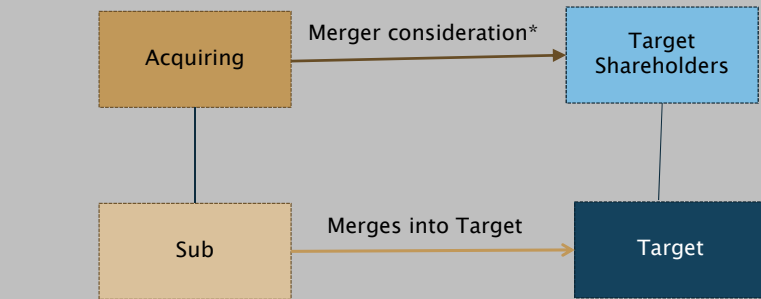 Merger consideration*
Acquiring
Target
Shareholders
Merges into Target
Sub
Target